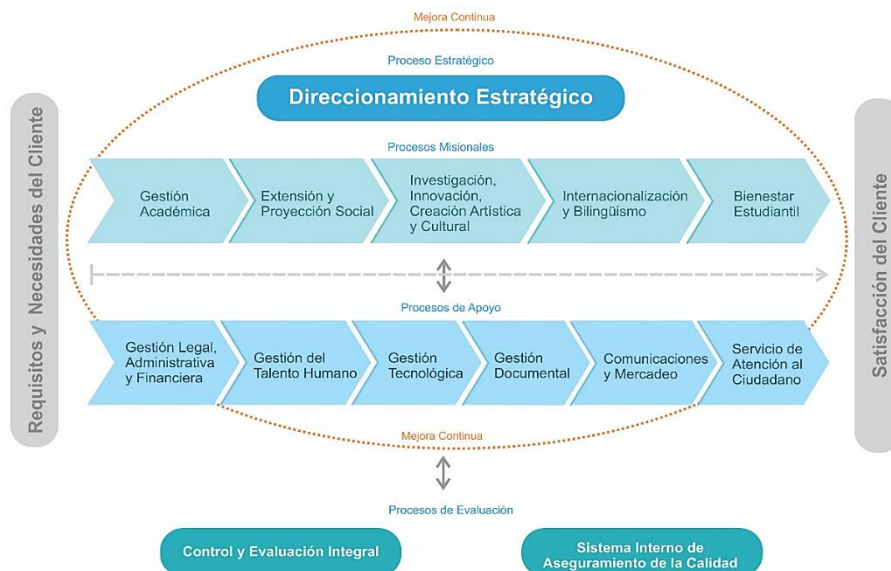 Mejora Continua
Proceso Estratégico
Direccionamiento Estratégico
Requisitos y Necesidades del Cliente
Procesos Misionales
Gestión
Académica
Extensión y
Proyección Social
Investigación,
Innovación,
Creación Artística
y Cultural
Internacionalización
y Bilingüismo
Bienestar
Estudiantil
Satisfacción del Cliente
Procesos de Apoyo
Gestión Legal,
Administrativa
y Financiera
Gestión del
Talento Humano
Gestión
Tecnológica
Gestión
Documental
Comunicaciones
y Mercadeo
Servicio de
Atención al
Ciudadano
Mejora Continua
Procesos de Evaluación
Control y Evaluación Integral
Sistema Interno de
Aseguramiento de la Calidad